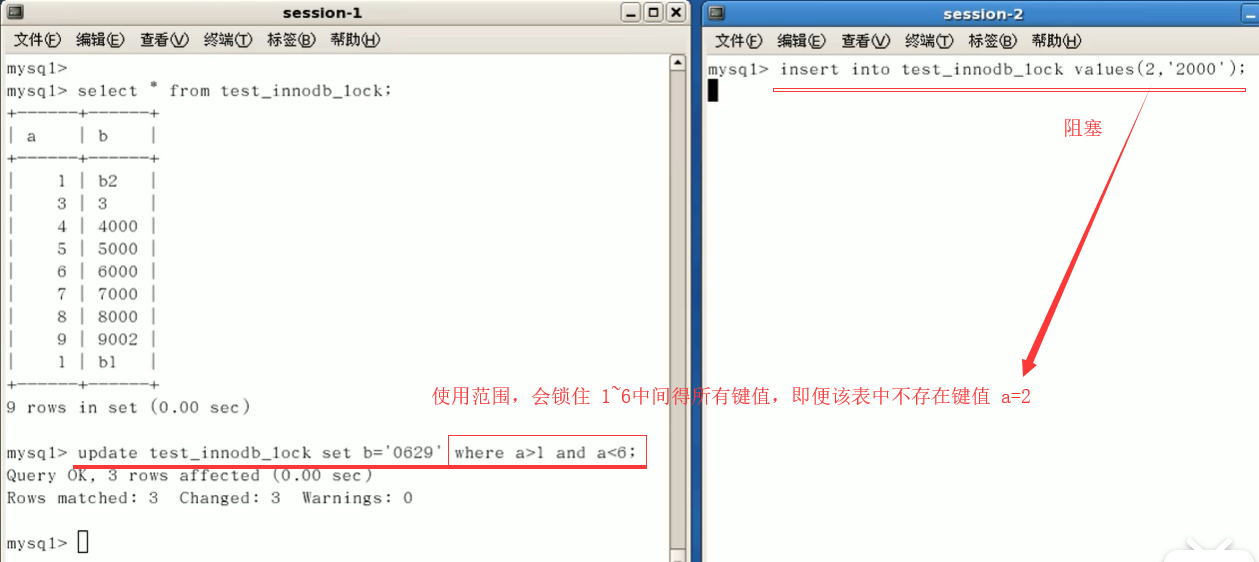 session-1
文件(F) 编辑(E) 查看(V) 终端(T) 标签(B) 帮助(H)
mysql>
mysql> select * from test_innodb_lock;
+------+------+
| a | b |
+------+------+
| 1 | b2 |
| 3 | 3 |
| 4 | 4000 |
| 5 | 5000 |
| 6 | 6000 |
| 7 | 7000 |
| 8 | 8000 |
| 9 | 9002 |
| 1 | b1 |
+------+------+
9 rows in set (0.00 sec)
mysql> update test_innodb_lock set b='0629' where a>1 and a<6;
Query OK, 3 rows affected (0.00 sec)
Rows matched: 3 Changed: 3 Warnings: 0
mysql>
session-2
文件(F) 编辑(E) 查看(V) 终端(T) 标签(B) 帮助(H)
mysql> insert into test_innodb_lock values(2,'2000');
阻塞
使用范围，会锁住 1~6中间得所有键值，即便该表中不存在键值 a=2